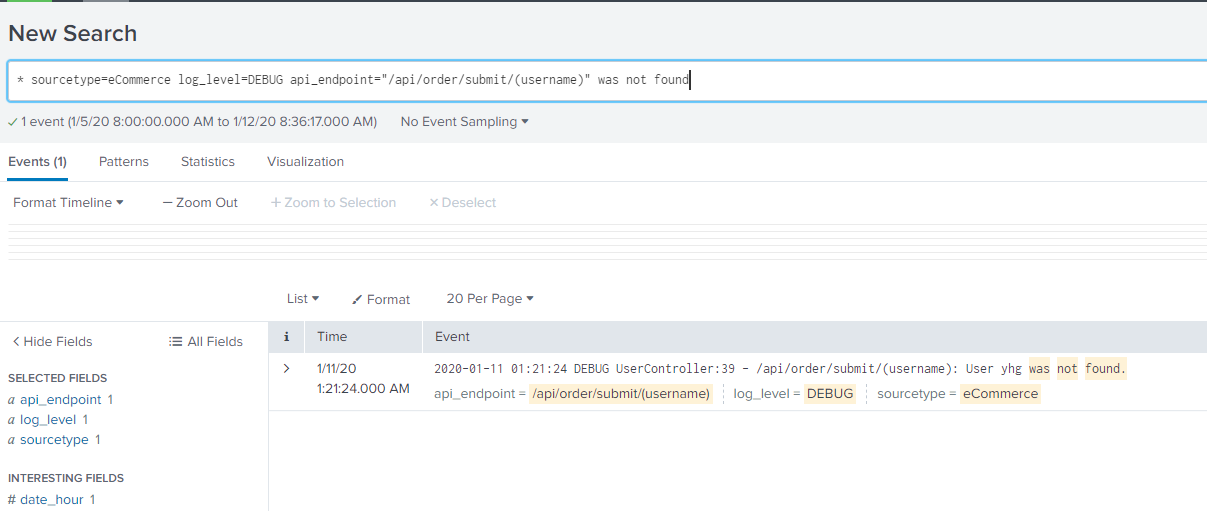 New Search
* sourcetype=eCommerce log_level=DEBUG api_endpoint="/api/order/submit/(username)" was not found
✓ 1 event (1/5/20 8:00:00.000 AM to 1/12/20 8:36:17.000 AM) No Event Sampling ▾
Events (1) Patterns Statistics Visualization
Format Timeline ▾ — Zoom Out + Zoom to Selection × Deselect
List ▾ Format 20 Per Page ▾
< Hide Fields All Fields
i Time Event
SELECTED FIELDS
a api_endpoint 1
a log_level 1
a sourcetype 1
INTERESTING FIELDS
# date_hour 1
> 1/11/20
1:21:24.000 AM
2020-01-11 01:21:24 DEBUG UserController:39 - /api/order/submit/(username): User yhg was not found.
api_endpoint = /api/order/submit/(username) log_level = DEBUG sourcetype = eCommerce